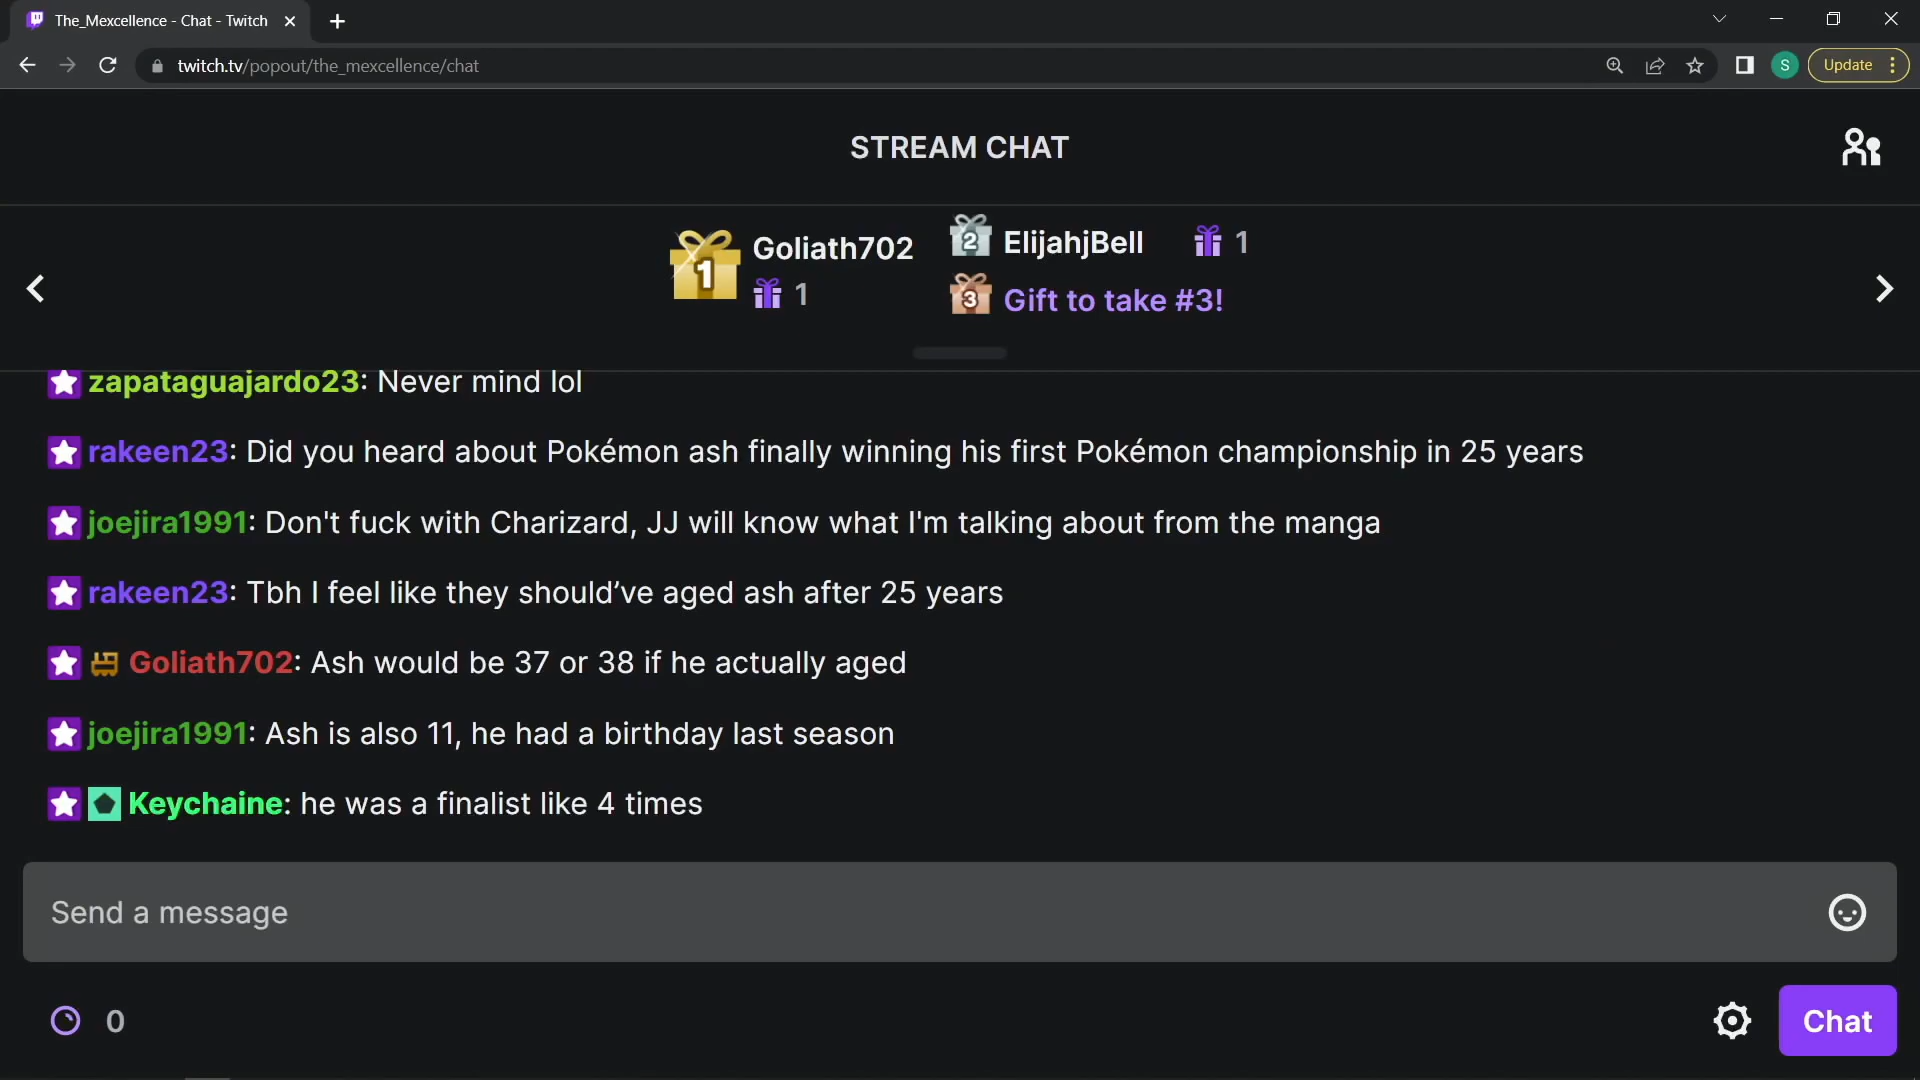 The_Mexcellence - Chat - Twitch
twitch.tv/popout/the_mexcellence/chat
S
Update
STREAM CHAT
1
Goliath702
1
2
ElijahjBell
1
3
Gift to take #3!
zapataguajardo23: Never mind lol
rakeen23: Did you heard about Pokémon ash finally winning his first Pokémon championship in 25 years
joejira1991: Don't fuck with Charizard, JJ will know what I'm talking about from the manga
rakeen23: Tbh I feel like they should’ve aged ash after 25 years
Goliath702: Ash would be 37 or 38 if he actually aged
joejira1991: Ash is also 11, he had a birthday last season
Keychaine: he was a finalist like 4 times
Send a message
0
Chat